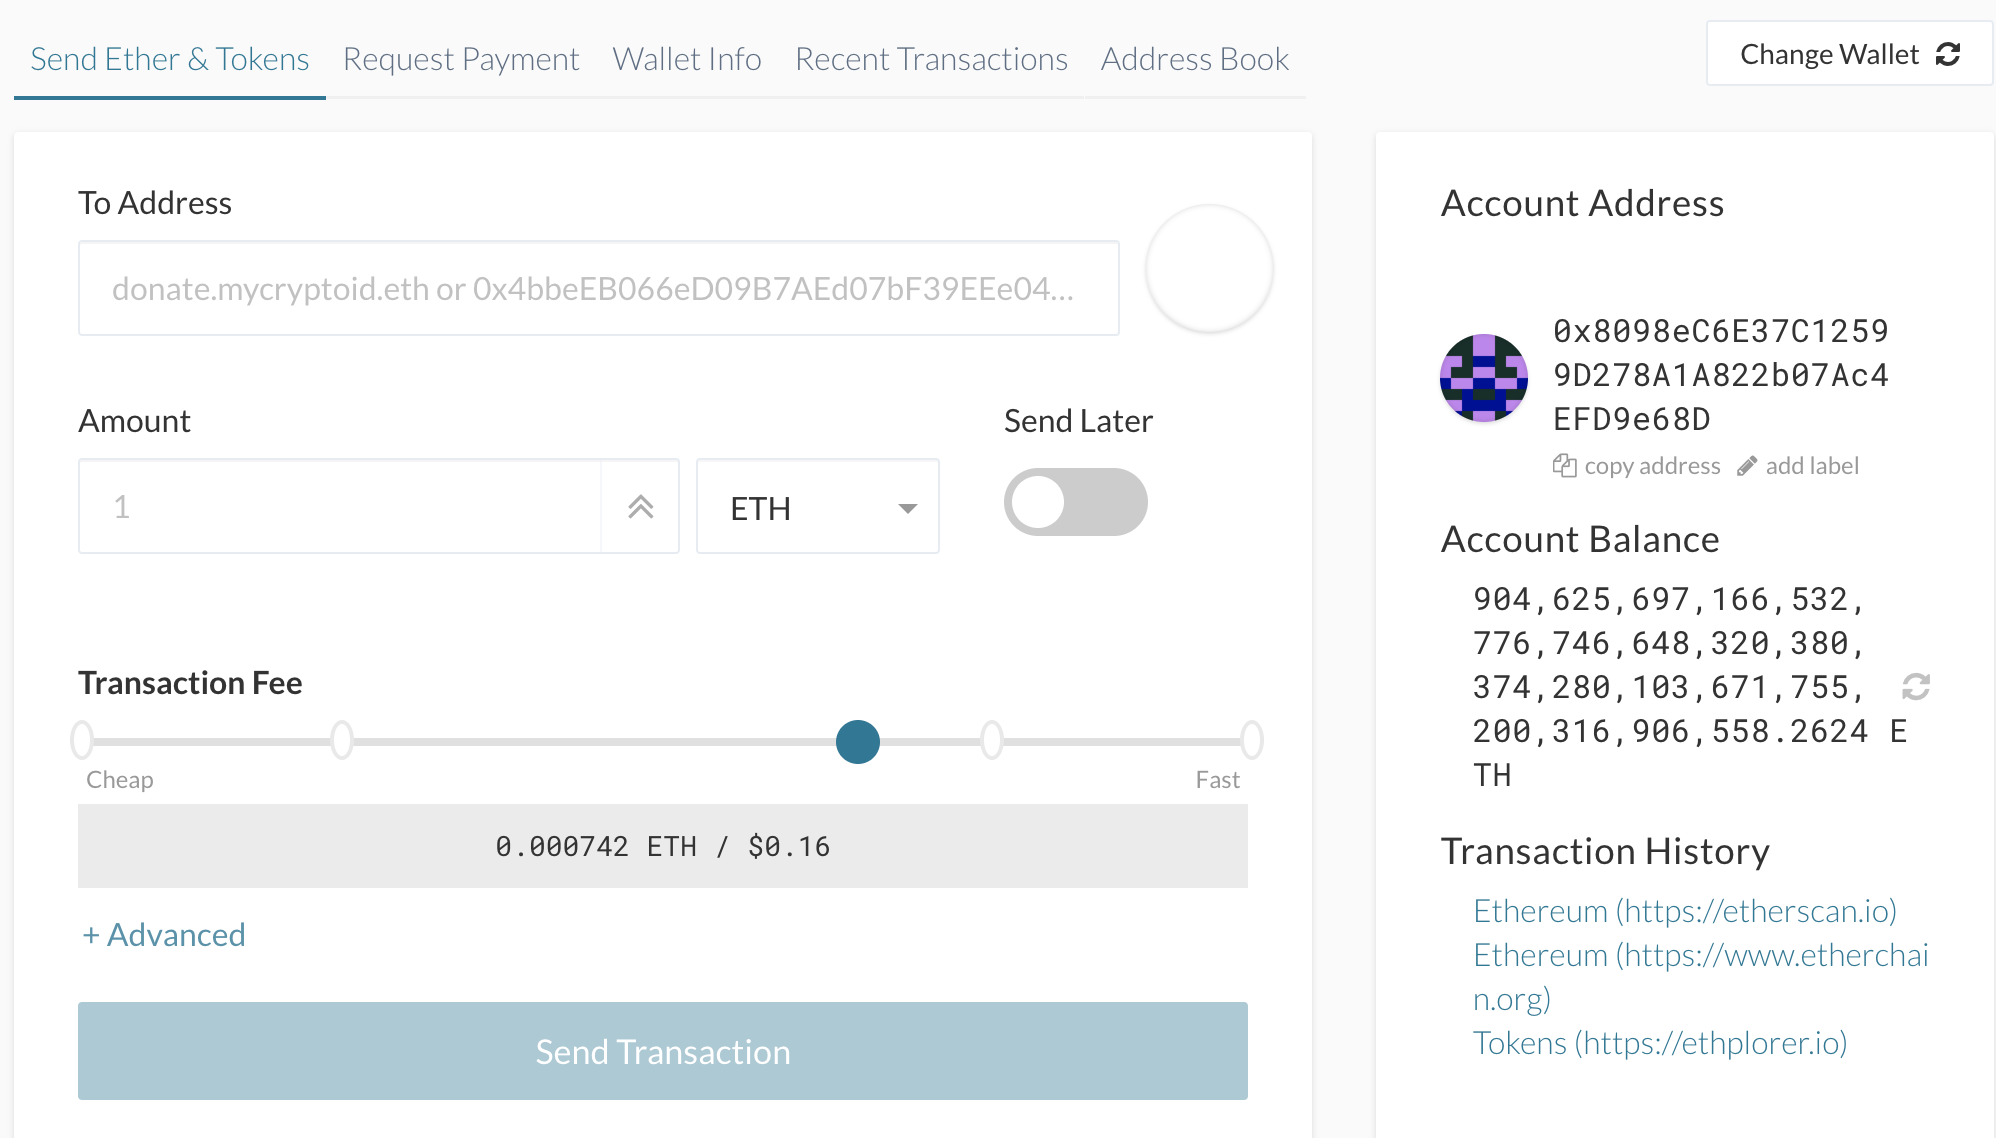 Send Ether & Tokens
Request Payment
Wallet Info
Recent Transactions
Address Book
Change Wallet
To Address
donate.mycryptoid.eth or 0x4bbeEB066eD09B7AEd07bF39EEe04...
Amount
Send Later
1
ETH
Transaction Fee
Cheap
Fast
0.000742 ETH / $0.16
+ Advanced
Send Transaction
Account Address
0x8098eC6E37C1259
9D278A1A822b07Ac4
EFD9e68D
copy address
add label
Account Balance
904,625,697,166,532,
776,746,648,320,380,
374,280,103,671,755,
200,316,906,558.2624 E
TH
Transaction History
Ethereum (https://etherscan.io)
Ethereum (https://www.etherchai
n.org)
Tokens (https://ethplorer.io)